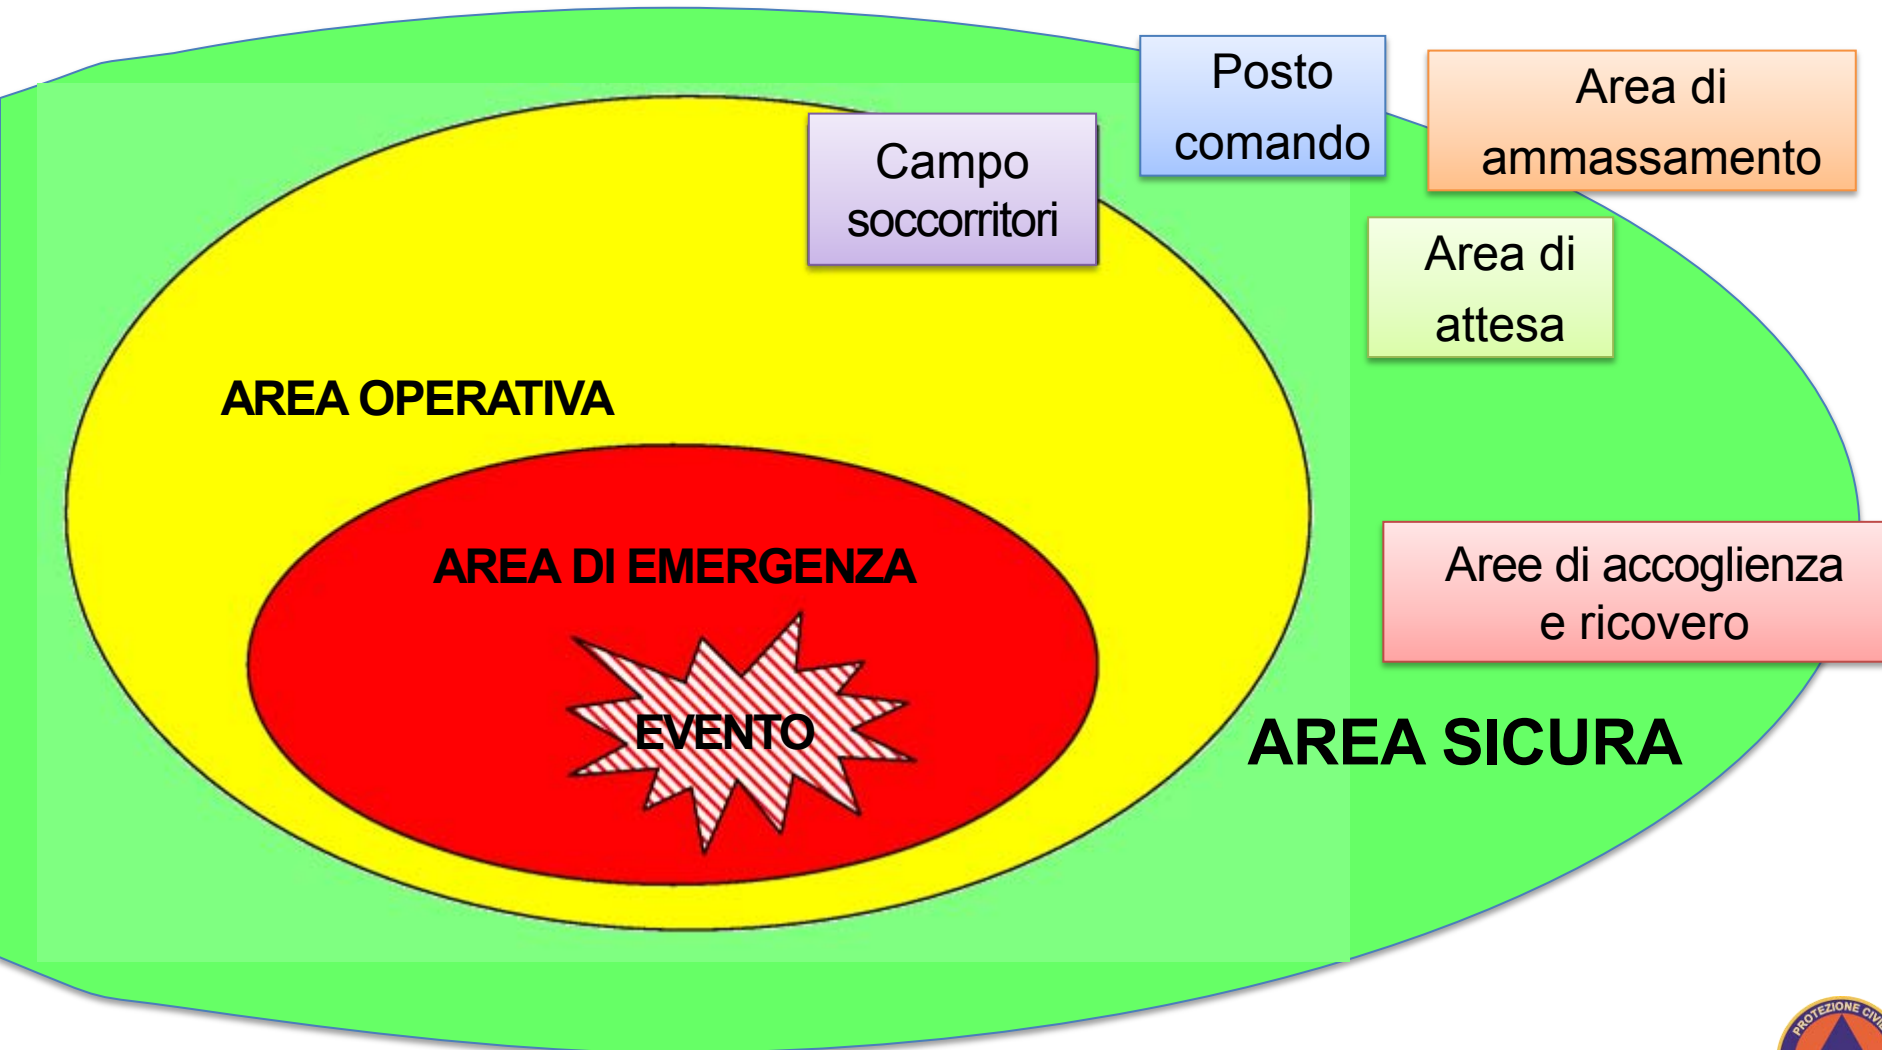 Posto
comando
Area di
ammassamento
Campo
soccorritori
Area di
attesa
AREA OPERATIVA
AREA DI EMERGENZA
Aree di accoglienza
e ricovero
EVENTO
AREA SICURA
PROTEZIONE